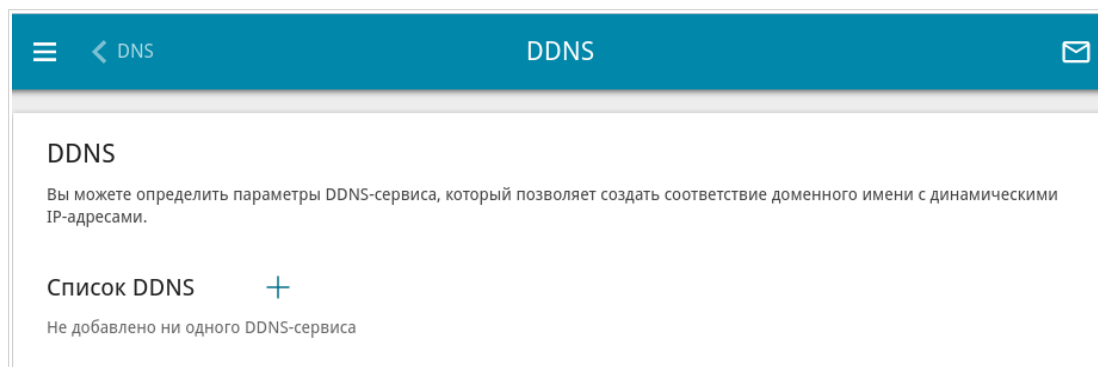 DNS
DDNS
DDNS
Вы можете определить параметры DDNS-сервиса, который позволяет создать соответствие доменного имени с динамическими
IP-адресами.
Список DDNS
Не добавлено ни одного DDNS-сервиса